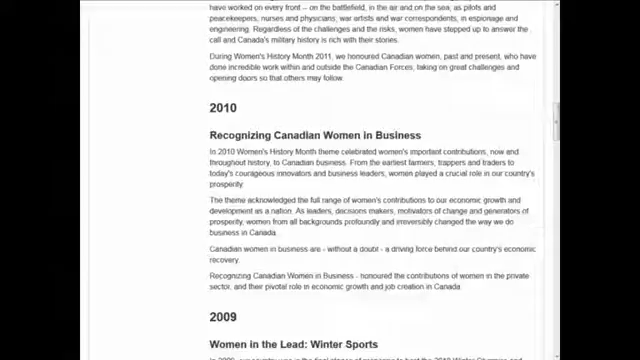 have worked on every front – on the battlefield, in the air and on the sea, as pilots and
peacekeepers, nurses and physicians, war artists and war correspondents, in espionage and
engineering. Regardless of the challenges and the risks, women have stepped up to answer the
call and Canada's military history is rich with their stories.
During Women's History Month 2011, we honoured Canadian women, past and present, who have
done incredible work within and outside the Canadian Forces, taking on great challenges and
opening doors so that others may follow.
2010
Recognizing Canadian Women in Business
In 2010 Women's History Month theme celebrated women's important contributions, now and
throughout history, to Canadian business. From the earliest farmers, trappers and traders to
today's courageous innovators and business leaders, women played a crucial role in our country's
prosperity.
The theme acknowledged the full range of women's contributions to our economic growth and
development as a nation. As leaders, decisions makers, motivators of change and generators of
prosperity, women from all backgrounds profoundly and irreversibly changed the way we do
business in Canada.
Canadian women in business are - without a doubt - a driving force behind our country's economic
recovery.
Recognizing Canadian Women in Business - honoured the contributions of women in the private
sector, and their pivotal role in economic growth and job creation in Canada
2009
Women in the Lead: Winter Sports